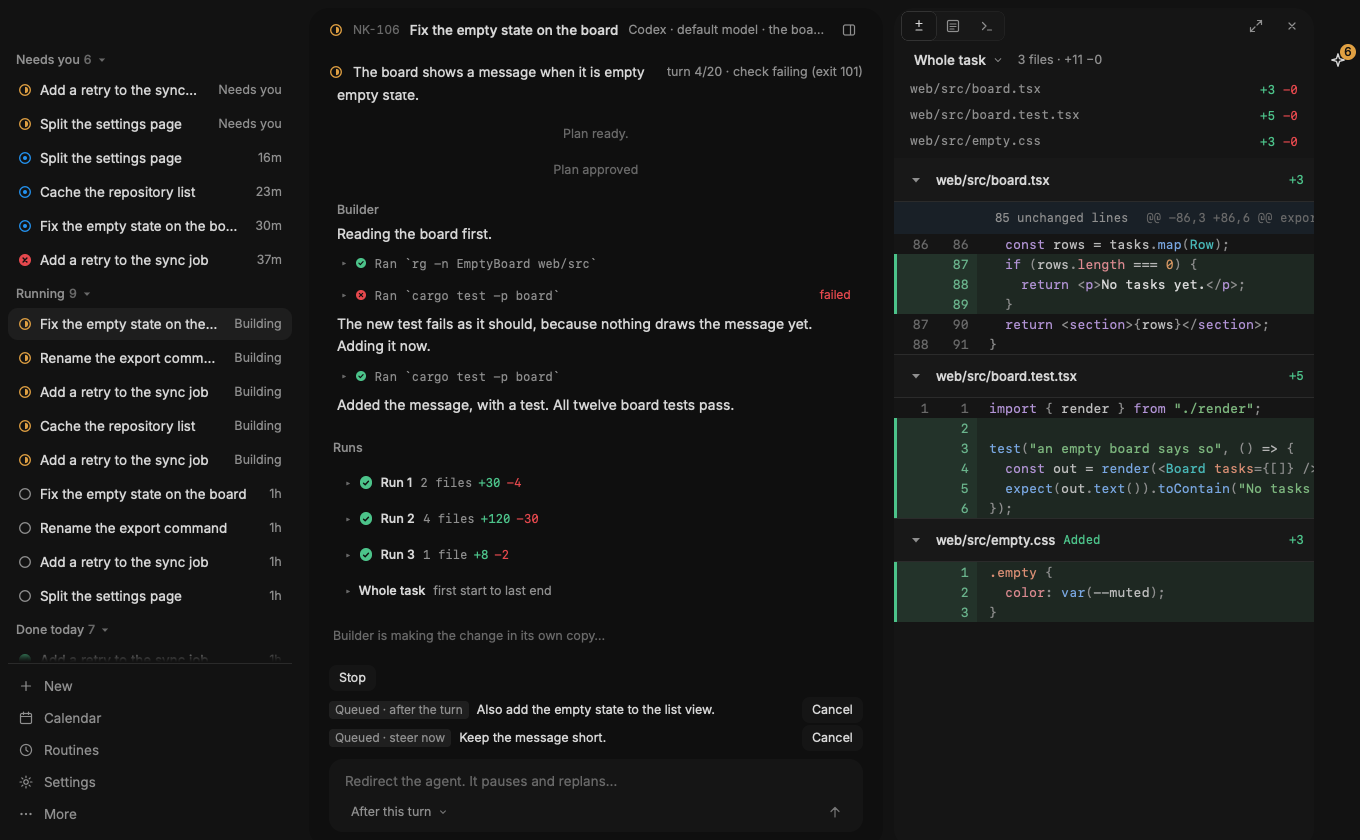 Needs you 6
Add a retry to the sync... Needs you
Split the settings page Needs you
Split the settings page 16m
Cache the repository list 23m
Fix the empty state on the bo... 30m
Add a retry to the sync job 37m
Running 9
Fix the empty state on the... Building
Rename the export comm... Building
Add a retry to the sync job Building
Cache the repository list Building
Add a retry to the sync job Building
Fix the empty state on the board 1h
Rename the export command 1h
Add a retry to the sync job 1h
Split the settings page 1h
Done today 7
Add a retry to the sync job 1h
New
Calendar
Routines
Settings
More
NK-106 Fix the empty state on the board Codex · default model · the boa...
The board shows a message when it is empty turn 4/20 · check failing (exit 101)
empty state.
Plan ready.
Plan approved
Builder
Reading the board first.
Ran `rg -n EmptyBoard web/src`
Ran `cargo test -p board` failed
The new test fails as it should, because nothing draws the message yet.
Adding it now.
Ran `cargo test -p board`
Added the message, with a test. All twelve board tests pass.
Runs
Run 1 2 files +30 −4
Run 2 4 files +120 −30
Run 3 1 file +8 −2
Whole task first start to last end
Builder is making the change in its own copy...
Stop
Queued · after the turn Also add the empty state to the list view. Cancel
Queued · steer now Keep the message short. Cancel
Redirect the agent. It pauses and replans...
After this turn
Whole task 3 files · +11 −0
web/src/board.tsx +3 −0
web/src/board.test.tsx +5 −0
web/src/empty.css +3 −0
web/src/board.tsx +3
85 unchanged lines @@ −86,3 +86,6 @@ expor
86 86 const rows = tasks.map(Row);
87 if (rows.length === 0) {
88 return <p>No tasks yet.</p>;
89 }
87 90 return <section>{rows}</section>;
88 91 }
web/src/board.test.tsx +5
1 1 import { render } from "./render";
2
3 test("an empty board says so", () => {
4 const out = render(<Board tasks={[]} />
5 expect(out.text()).toContain("No tasks
6 });
web/src/empty.css Added +3
1 .empty {
2 color: var(--muted);
3 }
6